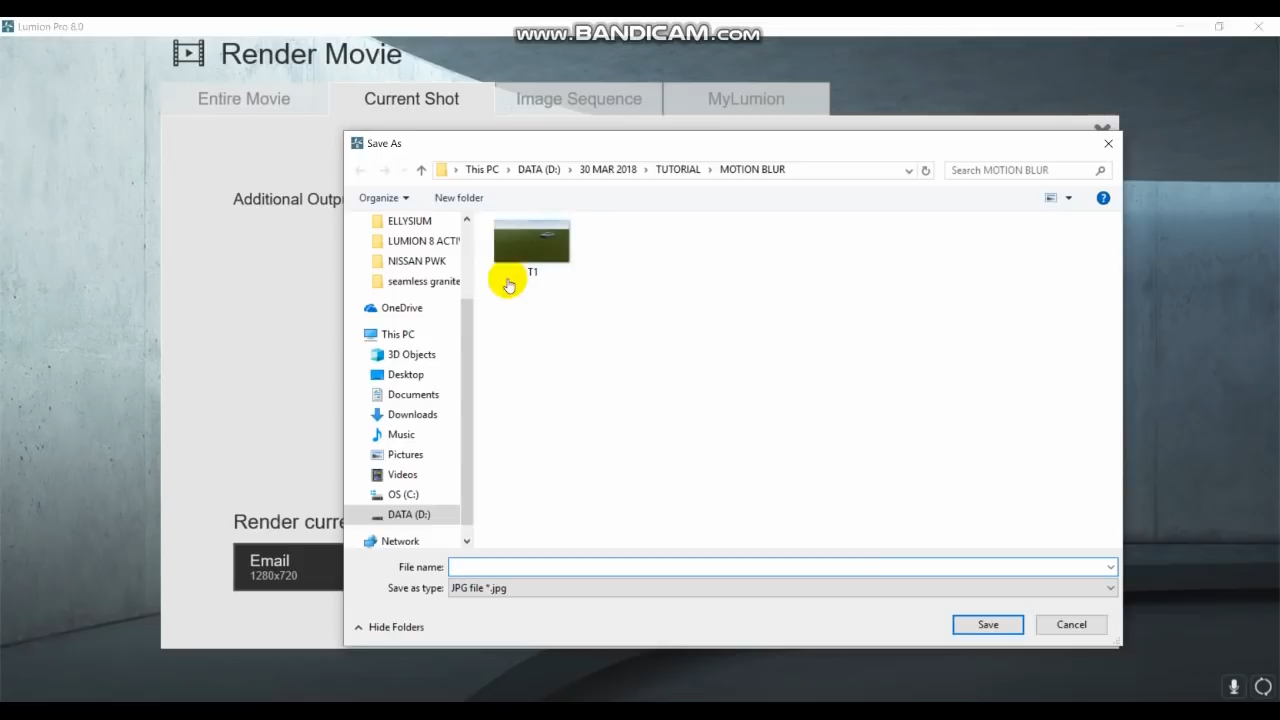 Lumion Pro 8.0
www.BANDICAM.com
Render Movie
Entire Movie
Current Shot
Image Sequence
MyLumion
Additional Outp
Save As
This PC > DATA (D:) > 30 MAR 2018 > TUTORIAL > MOTION BLUR
Search MOTION BLUR
Organize
New folder
ELLYSIUM
LUMION 8 ACTI
NISSAN PWK
seamless granite
OneDrive
This PC
3D Objects
Desktop
Documents
Downloads
Music
Pictures
Videos
OS (C:)
DATA (D:)
Network
T1
Render curre
Email
1280x720
File name:
Save as type: JPG file *.jpg
Hide Folders
Save
Cancel